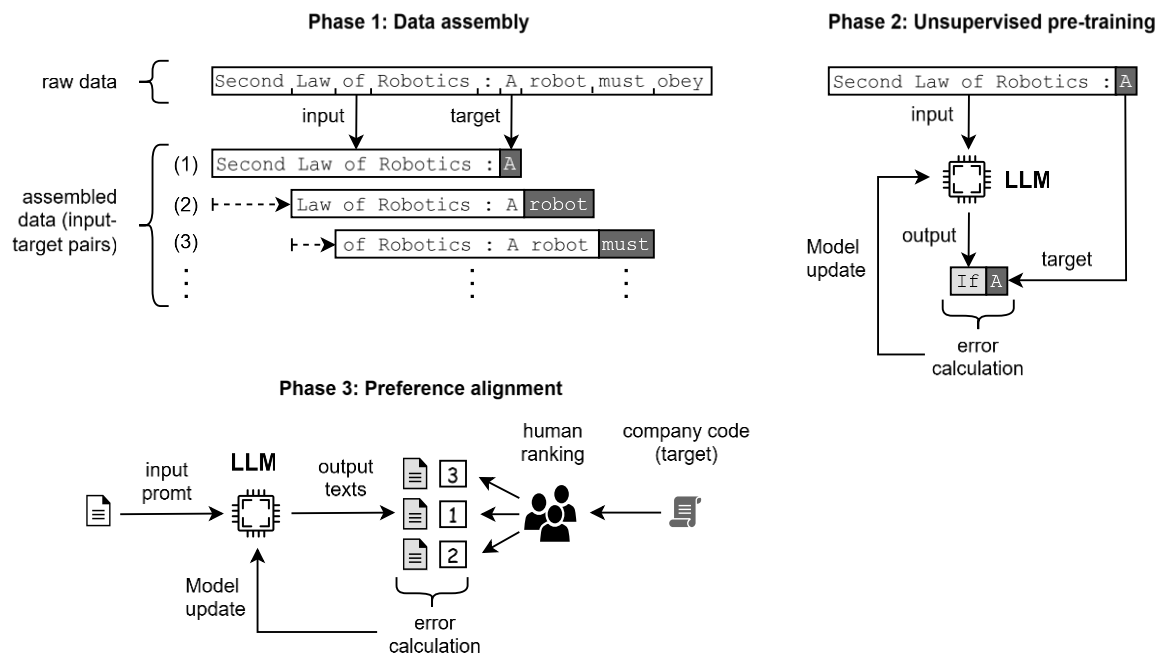 Phase 1: Data assembly
raw data
Second Law of Robotics : A robot must obey
input
target
assembled
data (input-
target pairs)
(1)
Second Law of Robotics : A
(2)
Law of Robotics : A robot
(3)
of Robotics : A robot must
Phase 2: Unsupervised pre-training
Second Law of Robotics : A
input
LLM
Model
update
output
target
If A
error
calculation
Phase 3: Preference alignment
input
promt
LLM
output
texts
3
1
2
human
ranking
company code
(target)
Model
update
error
calculation